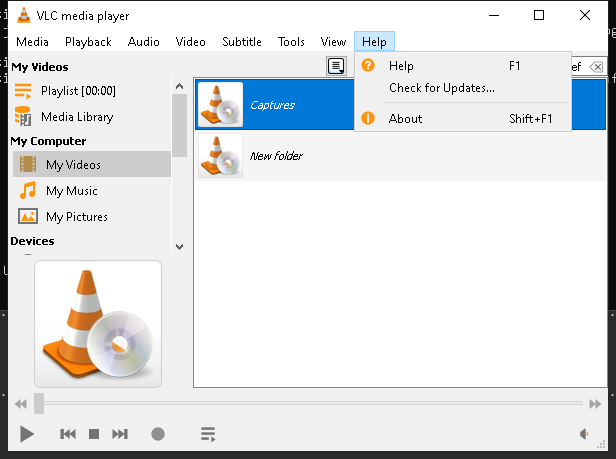 VLC media player
Media Playback Audio Video Subtitle Tools View Help
My Videos
Playlist [00:00]
Media Library
My Computer
My Videos
My Music
My Pictures
Devices
Help F1
Check for Updates...
About Shift+F1
ef
Captures
New folder